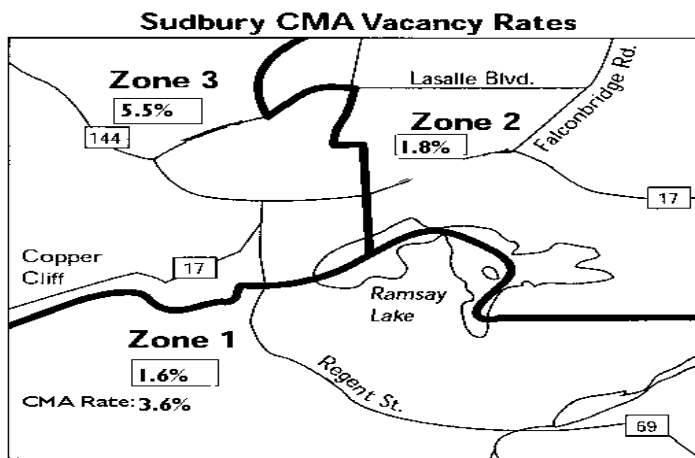 Sudbury CMA Vacancy Rates
Zone 3
5.5%
Lasalle Blvd.
Falconbridge Rd.
144
Zone 2
1.8%
17
Copper
Cliff
17
Ramsay
Lake
Zone 1
1.6%
CMA Rate: 3.6%
Regent St.
69